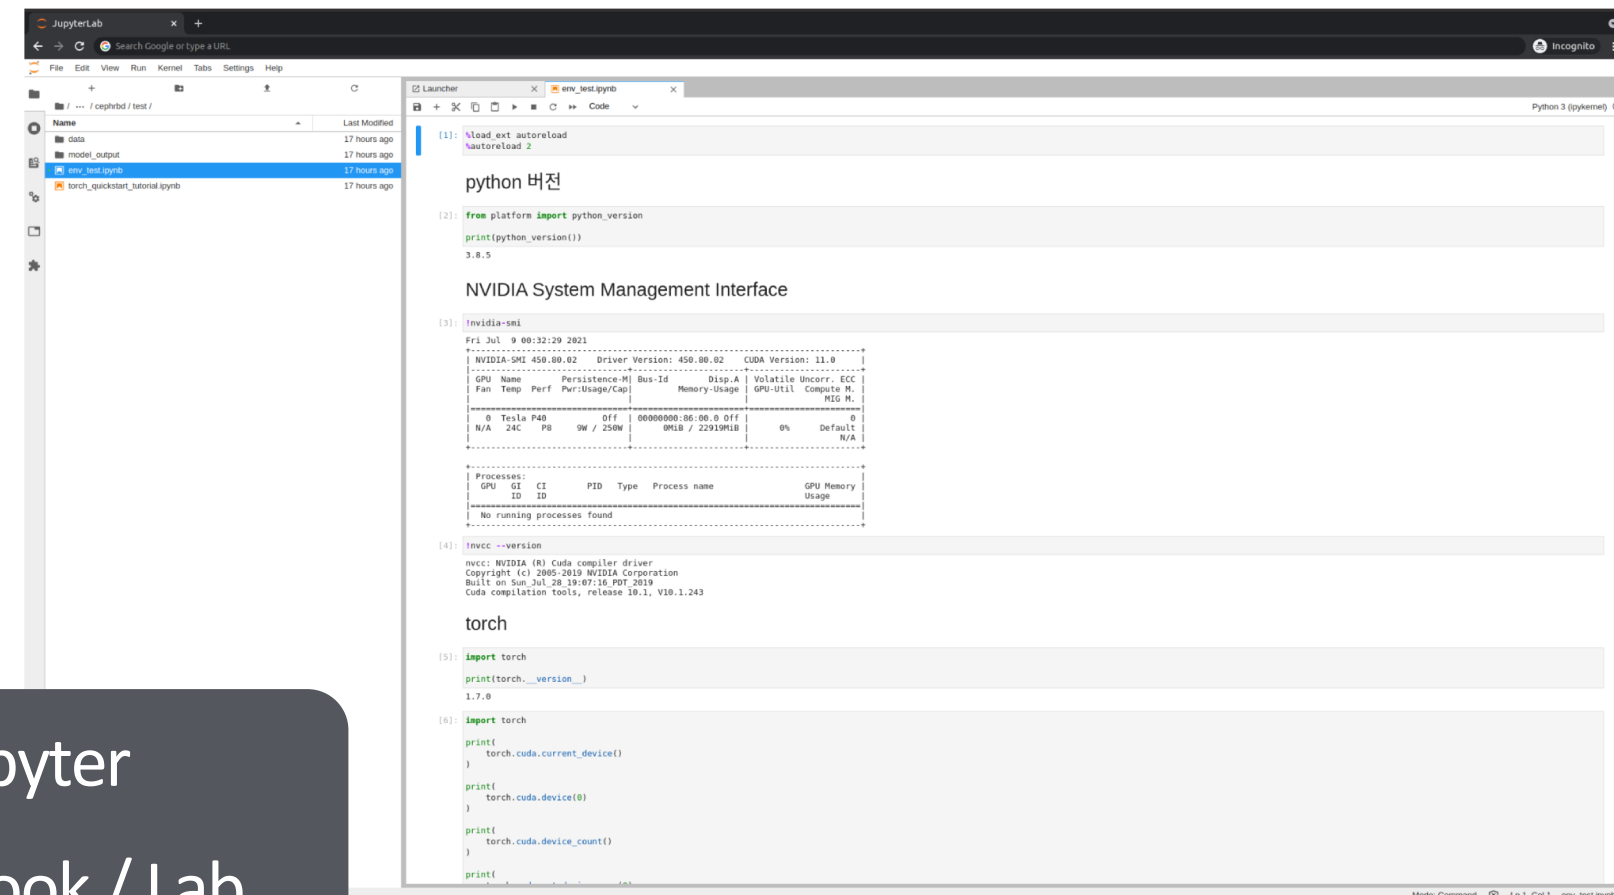 JupyterLab
Search Google or type a URL
Incognito
File Edit View Run Kernel Tabs Settings Help
/ ··· / cephrbd / test /
Name Last Modified
data 17 hours ago
model_output 17 hours ago
env_test.ipynb 17 hours ago
torch_quickstart_tutorial.ipynb 17 hours ago
Launcher env_test.ipynb
Code Python 3 (ipykernel)
[1]: %load_ext autoreload
%autoreload 2
python 버전
[2]: from platform import python_version
print(python_version())
3.8.5
NVIDIA System Management Interface
[3]: !nvidia-smi
Fri Jul  9 00:32:29 2021
+-----------------------------------------------------------------------------+
| NVIDIA-SMI 450.80.02    Driver Version: 450.80.02    CUDA Version: 11.0     |
|-------------------------------+----------------------+----------------------+
| GPU  Name        Persistence-M| Bus-Id        Disp.A | Volatile Uncorr. ECC |
| Fan  Temp  Perf  Pwr:Usage/Cap|         Memory-Usage | GPU-Util  Compute M. |
|                               |                      |               MIG M. |
|===============================+======================+======================|
|   0  Tesla P40           Off  | 00000000:86:00.0 Off |                    0 |
| N/A   24C    P8     9W / 250W |      0MiB / 22919MiB |      0%      Default |
|                               |                      |                  N/A |
+-------------------------------+----------------------+----------------------+
+-----------------------------------------------------------------------------+
| Processes:                                                                  |
|  GPU   GI   CI        PID   Type   Process name                  GPU Memory |
|        ID   ID                                                   Usage      |
|=============================================================================|
|  No running processes found                                                 |
+-----------------------------------------------------------------------------+
[4]: !nvcc --version
nvcc: NVIDIA (R) Cuda compiler driver
Copyright (c) 2005-2019 NVIDIA Corporation
Built on Sun_Jul_28_19:07:16_PDT_2019
Cuda compilation tools, release 10.1, V10.1.243
torch
[5]: import torch
print(torch.__version__)
1.7.0
[6]: import torch
print(
torch.cuda.current_device()
)
print(
torch.cuda.device(0)
)
print(
torch.cuda.device_count()
)
print(
pyter
ook / Lab